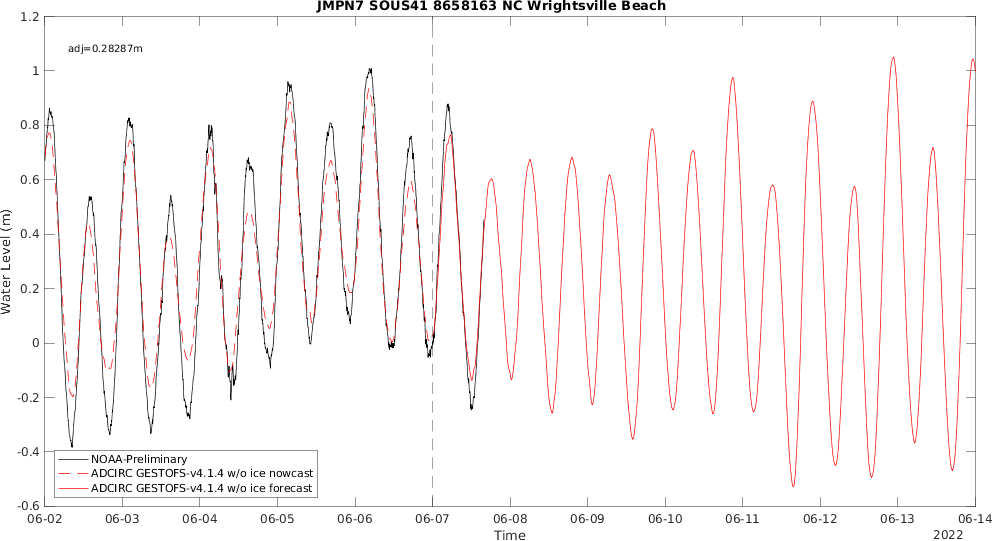 JMPN7 SOUS41 8658163 NC Wrightsville Beach
adj=0.28287m
1.2
1
0.8
0.6
0.4
0.2
0
-0.2
-0.4
-0.6
Water Level (m)
NOAA-Preliminary
ADCIRC GESTOFS-v4.1.4 w/o ice nowcast
ADCIRC GESTOFS-v4.1.4 w/o ice forecast
06-02 06-03 06-04 06-05 06-06 06-07 06-08 06-09 06-10 06-11 06-12 06-13 06-14
Time
2022